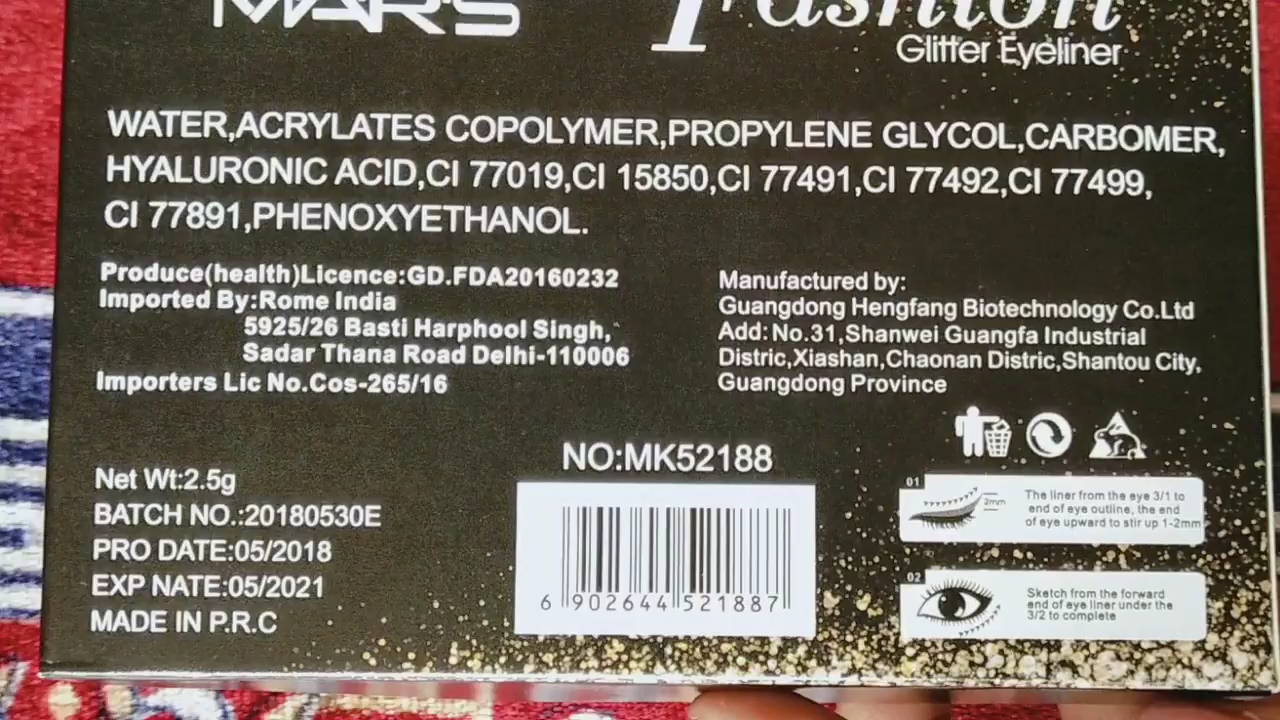 MARS
Fashion
Glitter Eyeliner
WATER,ACRYLATES COPOLYMER,PROPYLENE GLYCOL,CARBOMER,
HYALURONIC ACID,CI 77019,CI 15850,CI 77491,CI 77492,CI 77499,
CI 77891,PHENOXYETHANOL.
Produce(health)Licence:GD.FDA20160232
Imported By:Rome India
5925/26 Basti Harphool Singh,
Sadar Thana Road Delhi-110006
Importers Lic No.Cos-265/16
Manufactured by:
Guangdong Hengfang Biotechnology Co.Ltd
Add: No.31,Shanwei Guangfa Industrial
Distric,Xiashan,Chaonan Distric,Shantou City,
Guangdong Province
Net Wt:2.5g
BATCH NO.:20180530E
PRO DATE:05/2018
EXP NATE:05/2021
MADE IN P.R.C
NO:MK52188
6 902644 521887
01
2mm
The liner from the eye 3/1 to
end of eye outline, the end
of eye upward to stir up 1-2mm
02
Sketch from the forward
end of eye liner under the
3/2 to complete